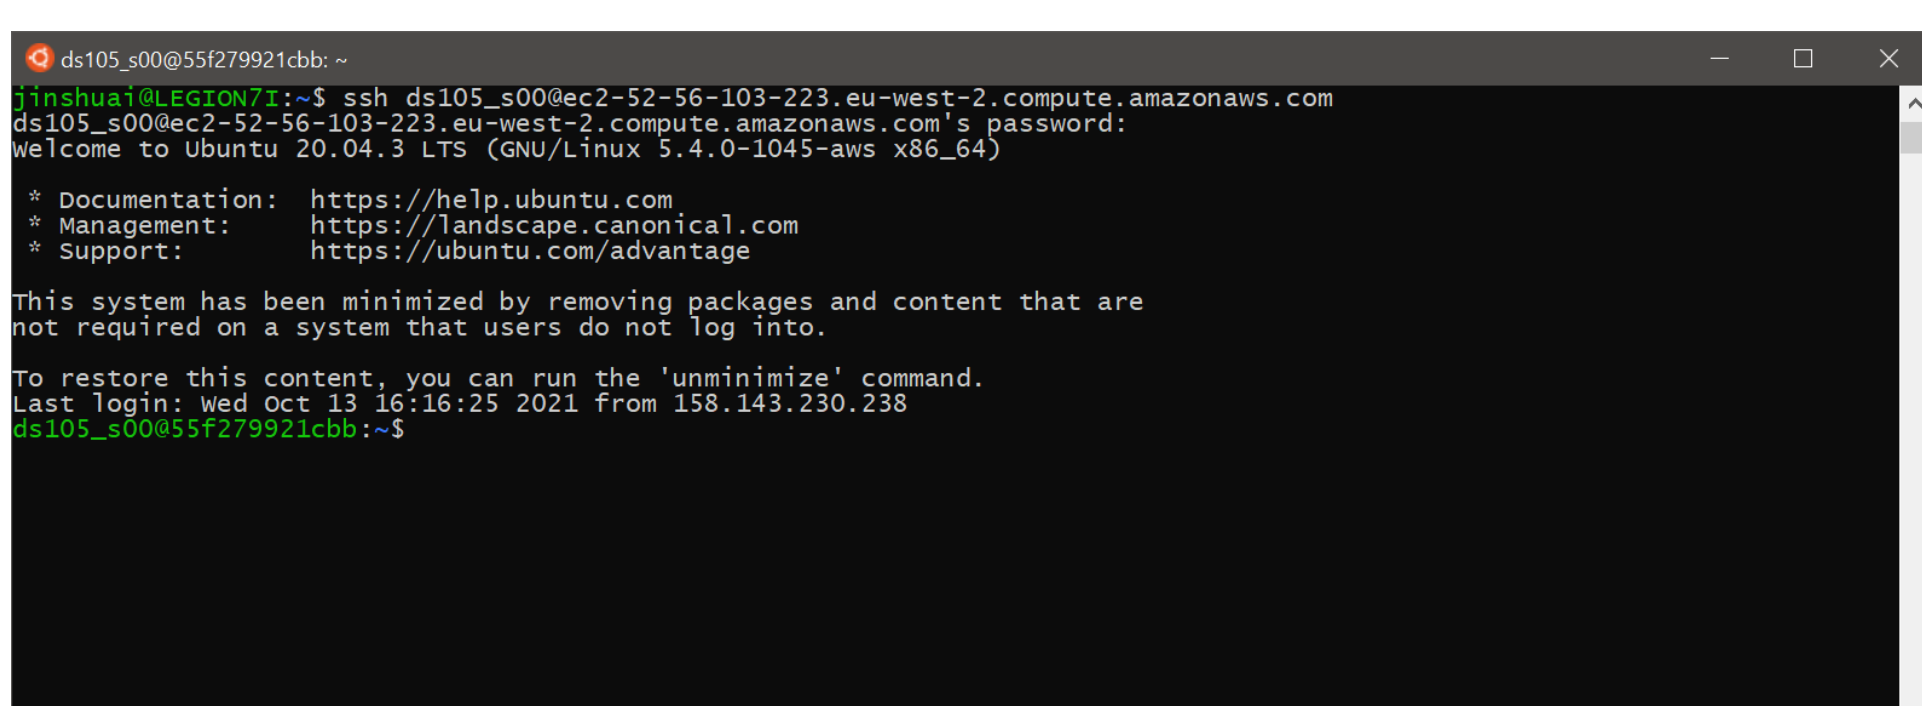 ds105_s00@55f279921cbb: ~
jinshuai@LEGION7I:~$ ssh ds105_s00@ec2-52-56-103-223.eu-west-2.compute.amazonaws.com
ds105_s00@ec2-52-56-103-223.eu-west-2.compute.amazonaws.com's password:
Welcome to Ubuntu 20.04.3 LTS (GNU/Linux 5.4.0-1045-aws x86_64)
* Documentation:  https://help.ubuntu.com
* Management:     https://landscape.canonical.com
* Support:        https://ubuntu.com/advantage
This system has been minimized by removing packages and content that are
not required on a system that users do not log into.
To restore this content, you can run the 'unminimize' command.
Last login: Wed Oct 13 16:16:25 2021 from 158.143.230.238
ds105_s00@55f279921cbb:~$